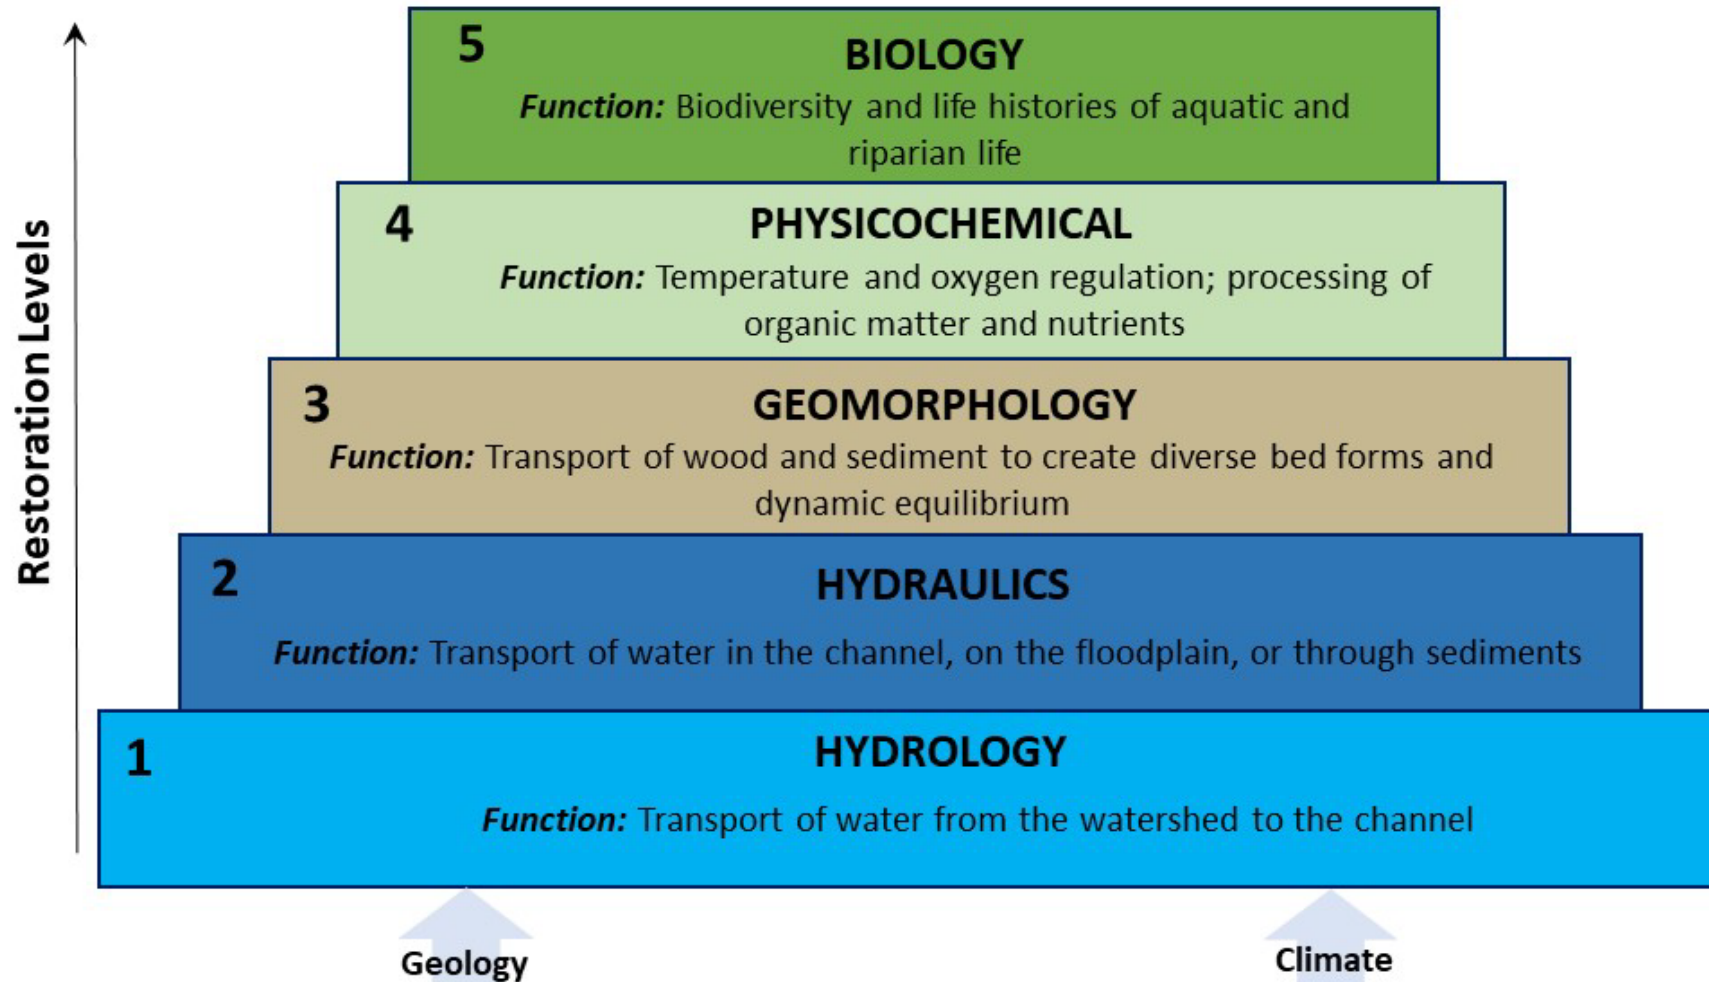 Restoration Levels
5
BIOLOGY
Function: Biodiversity and life histories of aquatic and
riparian life
4
PHYSICOCHEMICAL
Function: Temperature and oxygen regulation; processing of
organic matter and nutrients
3
GEOMORPHOLOGY
Function: Transport of wood and sediment to create diverse bed forms and
dynamic equilibrium
2
HYDRAULICS
Function: Transport of water in the channel, on the floodplain, or through sediments
1
HYDROLOGY
Function: Transport of water from the watershed to the channel
Geology
Climate